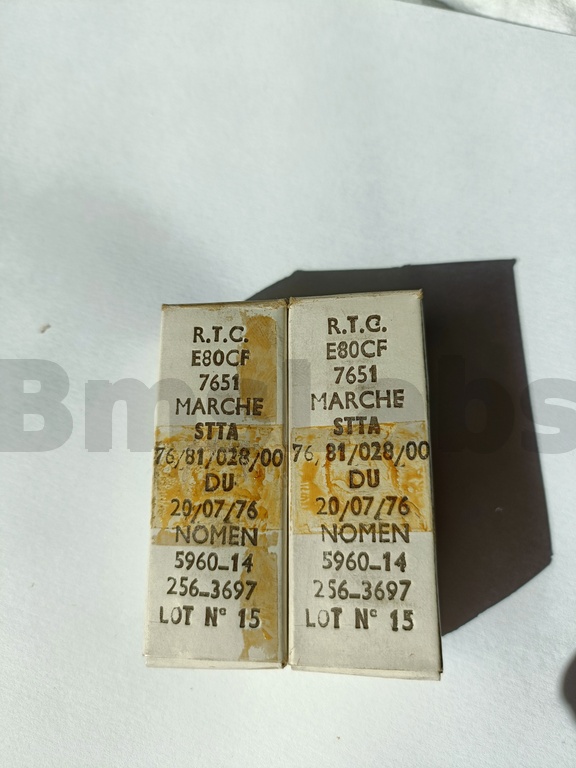 R.T.C.
E80CF
7651
MARCHE
STTA
76/81/028/00
DU
20/07/76
NOMEN
5960-14
256-3697
LOT N° 15
R.T.C.
E80CF
7651
MARCHE
STTA
76/81/028/00
DU
20/07/76
NOMEN
5960-14
256-3697
LOT N° 15